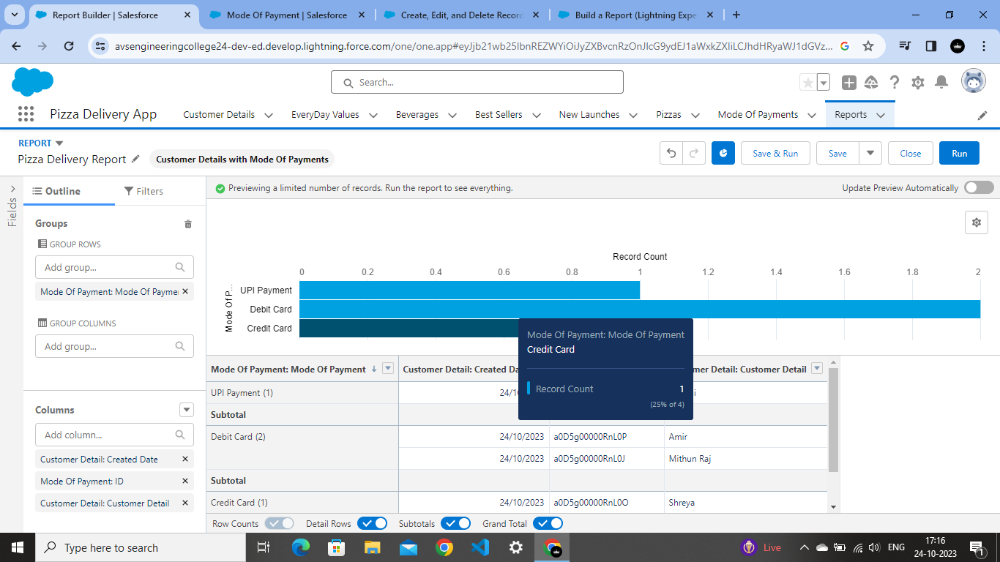 Report Builder | Salesforce
Mode Of Payment | Salesforce
Create, Edit, and Delete Record
Build a Report (Lightning Expe
avsengineeringcollege24-dev-ed.develop.lightning.force.com/one/one.app#eyJjb21wb25lbnREZWYiOiJyZXBvcnRzOnJlcG9ydEJ1aWxkZXIiLCJhdHRyaWJ1dGVz...
Search...
Pizza Delivery App
Customer Details
EveryDay Values
Beverages
Best Sellers
New Launches
Pizzas
Mode Of Payments
Reports
REPORT
Pizza Delivery Report
Customer Details with Mode Of Payments
Save & Run
Save
Close
Run
Fields
Outline
Filters
Previewing a limited number of records. Run the report to see everything.
Update Preview Automatically
Groups
GROUP ROWS
Add group...
Mode Of Payment: Mode Of Payme
GROUP COLUMNS
Add group...
Columns
Add column...
Customer Detail: Created Date
Mode Of Payment: ID
Customer Detail: Customer Detail
Record Count
0 0.2 0.4 0.6 0.8 1 1.2 1.4 1.6 1.8 2
Mode Of P...
UPI Payment
Debit Card
Credit Card
Mode Of Payment: Mode Of Payment
Credit Card
Record Count 1
(25% of 4)
Mode Of Payment: Mode Of Payment
Customer Detail: Created Da
mer Detail: Customer Detail
UPI Payment (1) 24/10
Subtotal
Debit Card (2) 24/10/2023 a0D5g00000RnL0P Amir
24/10/2023 a0D5g00000RnL0J Mithun Raj
Subtotal
Credit Card (1) 24/10/2023 a0D5g00000RnL0O Shreya
Row Counts
Detail Rows
Subtotals
Grand Total
Type here to search
Live
ENG
17:16
24-10-2023
1